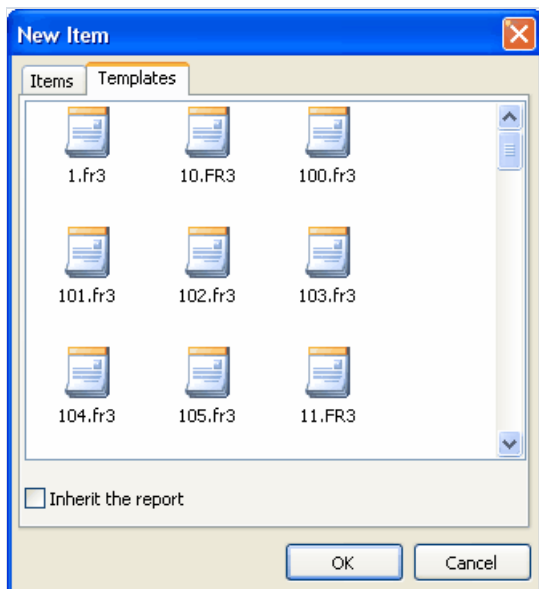 New Item
Items Templates
1.fr3 10.FR3 100.fr3
101.fr3 102.fr3 103.fr3
104.fr3 105.fr3 11.FR3
Inherit the report
OK Cancel